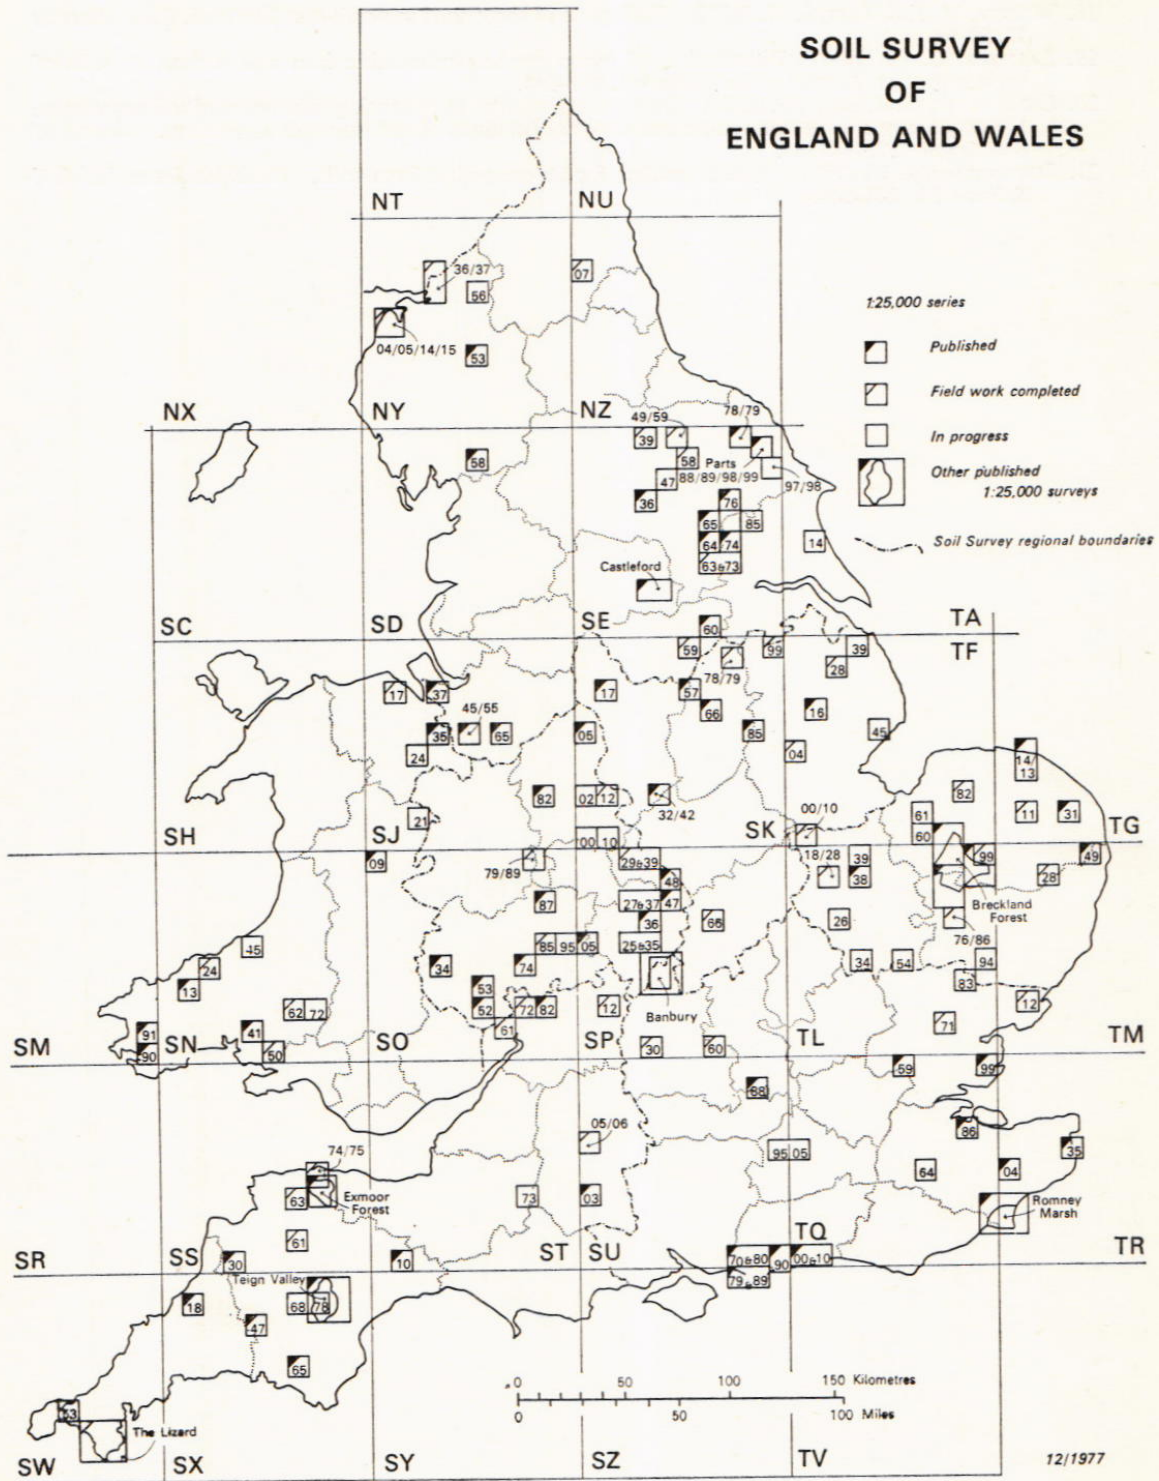 SOIL SURVEY
OF
ENGLAND AND WALES
NT
NU
36/37
07
56
1:25,000 series
04/05/14/15
53
Published
Field work completed
In progress
Other published
1:25,000 surveys
Soil Survey regional boundaries
NX
NY
NZ
49/59
78/79
39
58
58
Parts
88/89/98/99
97/98
47
36
76
65
85
64
74
14
63&73
Castleford
SC
SD
SE
60
TA
TF
59
99
39
78/79
28
17
37
17
57
45/55
66
16
35
65
05
85
45
24
04
14/
13
82
02
12
32/42
82
00/10
61
11
31
21
SH
SJ
SK
60
TG
00
10
09
79/89
29&39
18/28
39
99
49
48
38
28
87
27&37
47
Breckland
Forest
36
66
26
76/86
45
85
95
05
25&35
34
24
34
74
54
94
13
53
83
62
72
52
72
82
12
Banbury
12
91
41
61
71
SM
90
SN
50
SO
SP
30
60
TL
TM
59
99
68
05/06
86
74/75
95
05
35
64
04
63
Exmoor
Forest
73
03
Romney
Marsh
61
TQ
SR
SS
30
10
ST
SU
70&80
90
00&10
TR
Teign Valley
79&89
18
68
78
47
65
0
50
100
150 Kilometres
53
The Lizard
0
50
100 Miles
SW
SX
SY
SZ
TV
12/1977